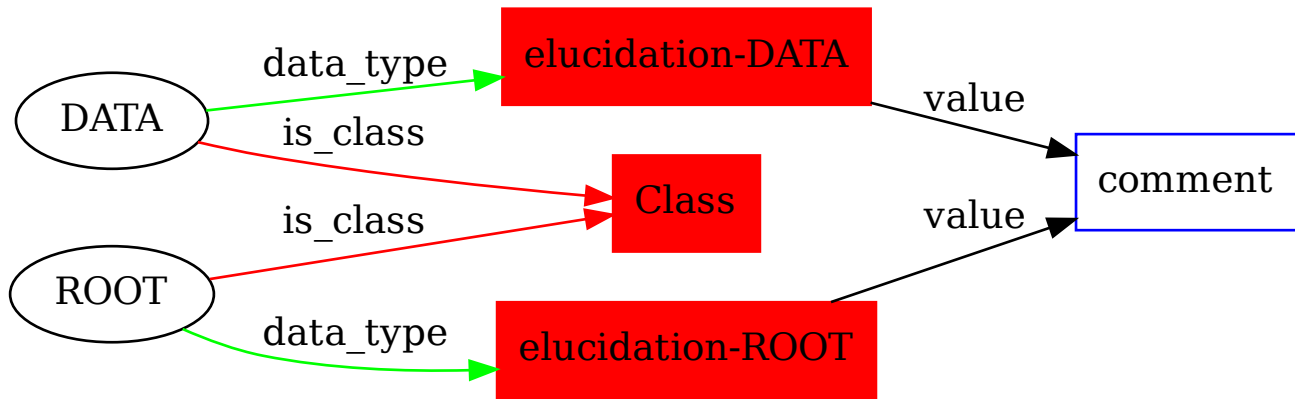 elucidation-DATA
data_type
value
DATA
is_class
comment
Class
is_class
value
ROOT
data_type
elucidation-ROOT